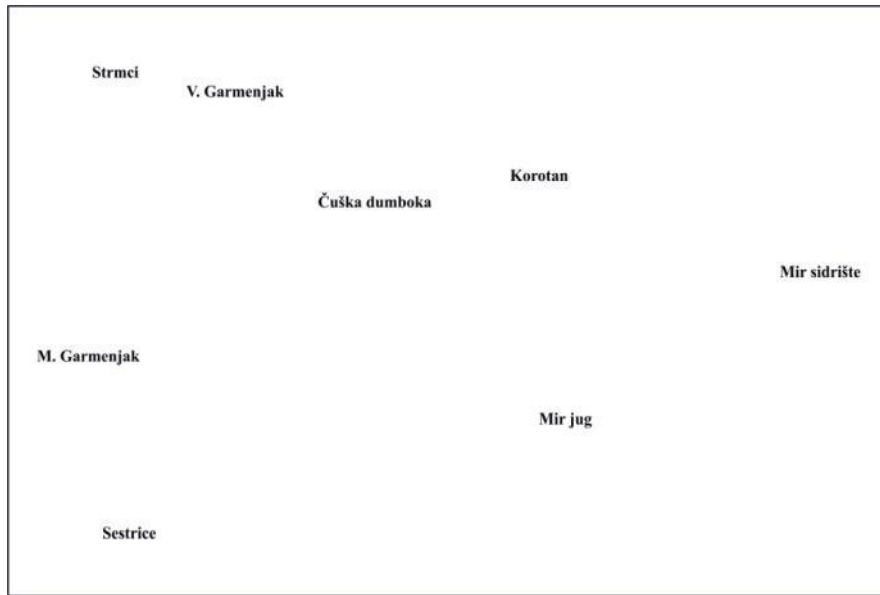 Strmci
V. Garmenjak
Korotan
Čuška dumboka
Mir sidrište
M. Garmenjak
Mir jug
Sestrice